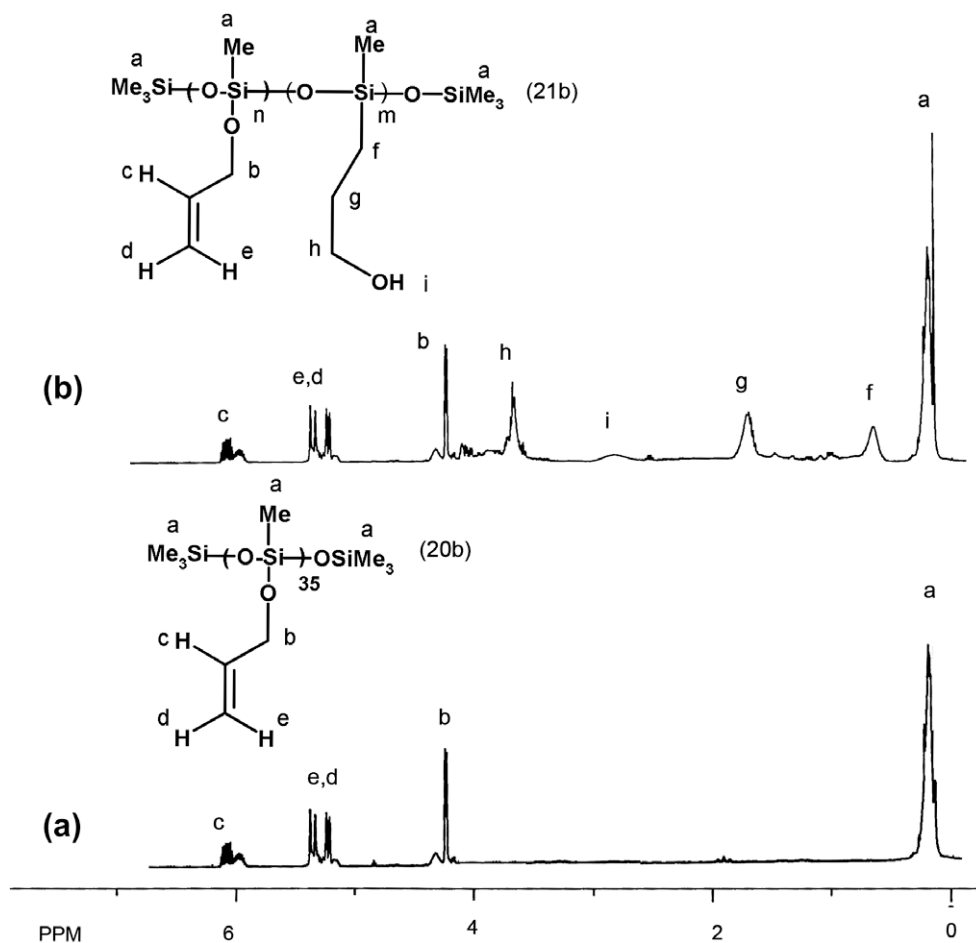 a
Me
a
Me
a
Me3Si
(O
Si
)
n
(O
Si
)
m
O
SiMe3
a
(21b)
O
c
H
b
d
H
e
H
f
g
h
OH
i
(b)
c
e,d
b
h
i
g
f
a
a
Me
a
Me3Si
(O
Si
)
35
OSiMe3
a
(20b)
O
c
H
b
d
H
e
H
(a)
c
e,d
b
a
PPM
6
4
2
0